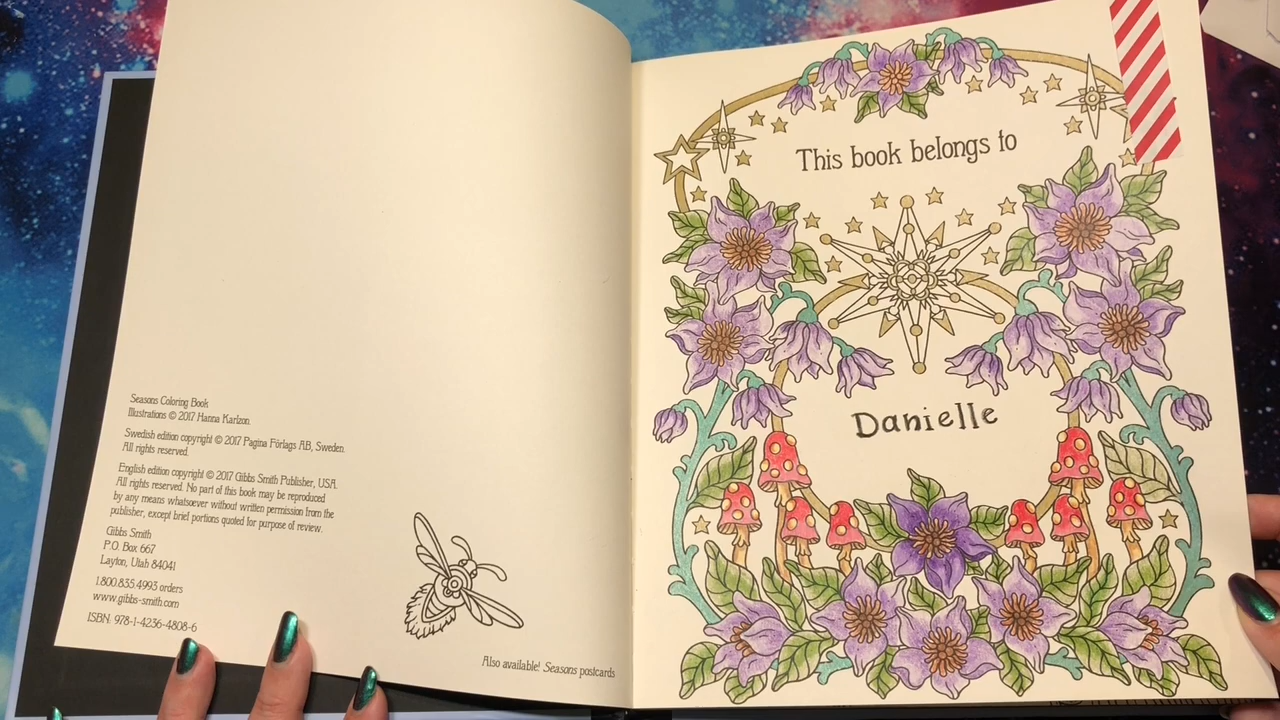 Seasons Coloring Book
Illustrations © 2017 Hanna Karlzon
Swedish edition copyright © 2017 Pagina Förlags AB, Sweden.
All rights reserved.
English edition copyright © 2017 Gibbs Smith Publisher, USA.
All rights reserved. No part of this book may be reproduced
by any means whatsoever without written permission from the
publisher, except brief portions quoted for purpose of review.
Gibbs Smith
P.O. Box 667
Layton, Utah 84041
1.800.835.4993 orders
www.gibbs-smith.com
ISBN: 978-1-4236-4808-6
Also available! Seasons postcards
This book belongs to
Danielle